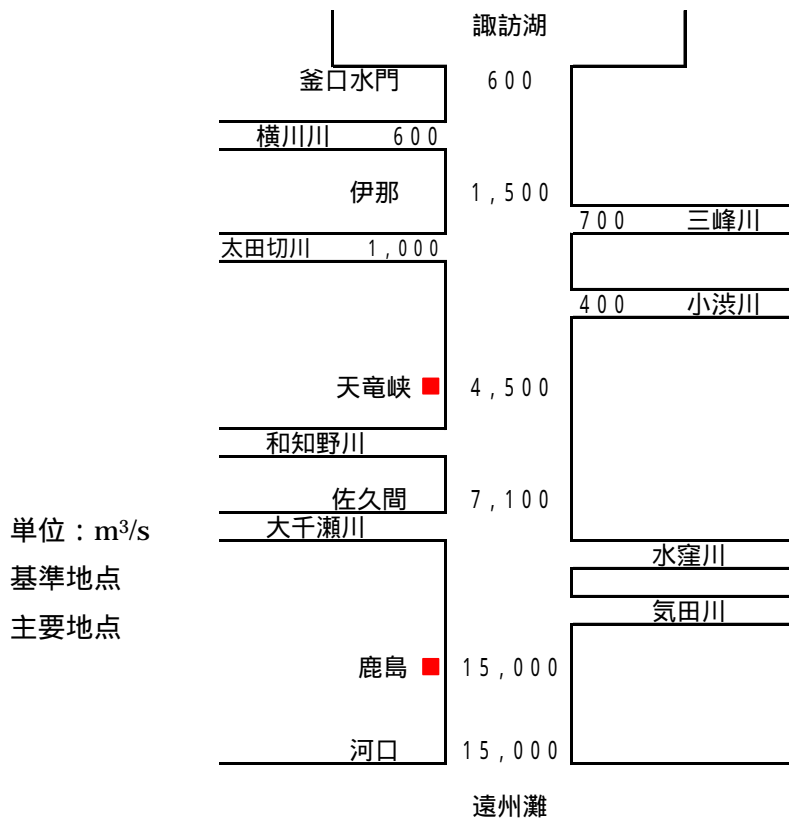 諏訪湖
釜口水門 600
横川川 600
伊那 1,500
700 三峰川
太田切川 1,000
400 小渋川
天竜峡 4,500
和知野川
佐久間 7,100
単位：m³/s
大千瀬川
水窪川
基準地点
気田川
主要地点
鹿島 15,000
河口 15,000
遠州灘